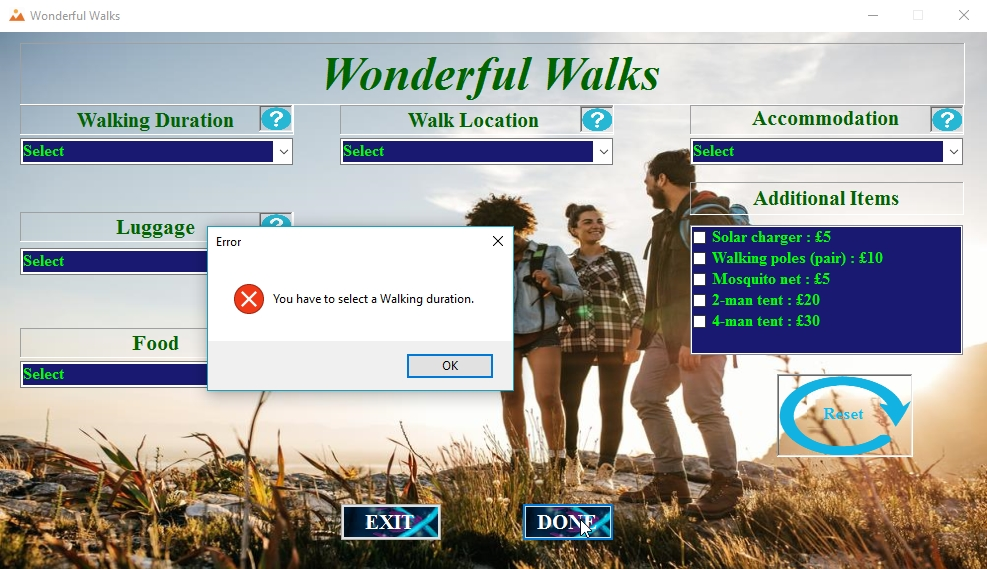 Wonderful Walks
Wonderful Walks
Walking Duration
?
Walk Location
?
Accommodation
?
Select
Select
Select
Luggage
?
Select
Additional Items
Solar charger : £5
Walking poles (pair) : £10
Mosquito net : £5
2-man tent : £20
4-man tent : £30
Error
You have to select a Walking duration.
OK
Food
Select
Reset
EXIT
DONE